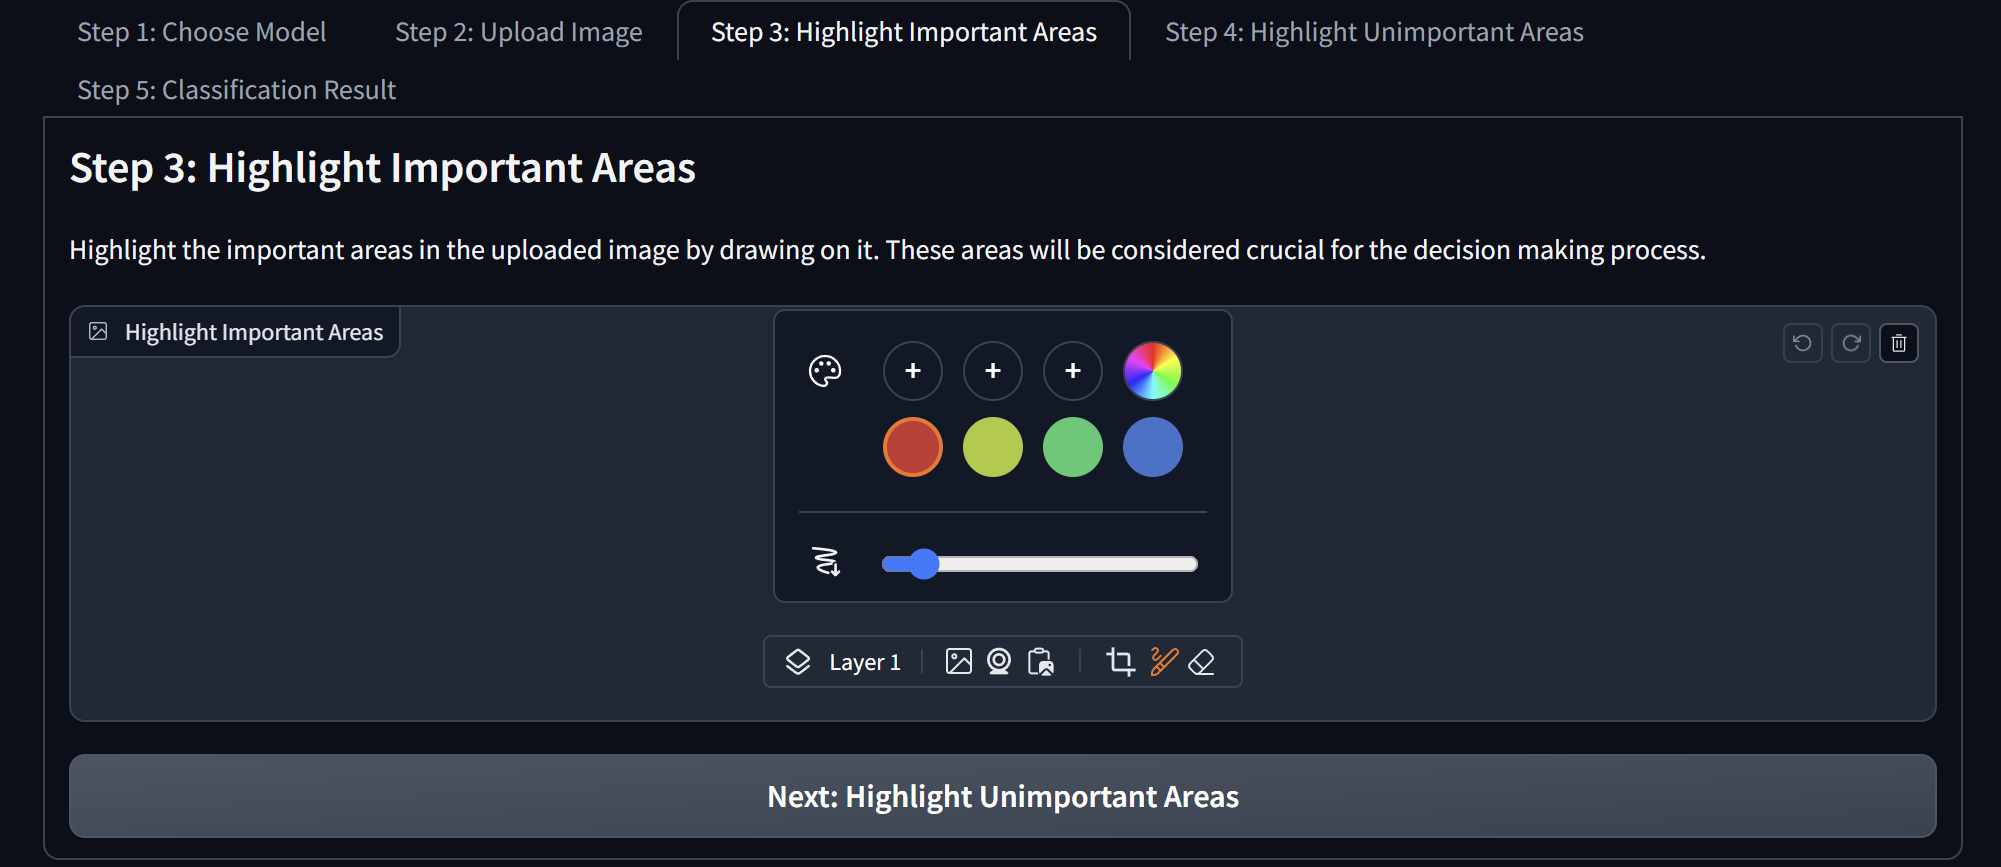 Step 1: Choose Model
Step 2: Upload Image
Step 3: Highlight Important Areas
Step 4: Highlight Unimportant Areas
Step 5: Classification Result
Step 3: Highlight Important Areas
Highlight the important areas in the uploaded image by drawing on it. These areas will be considered crucial for the decision making process.
Highlight Important Areas
Layer 1
Next: Highlight Unimportant Areas